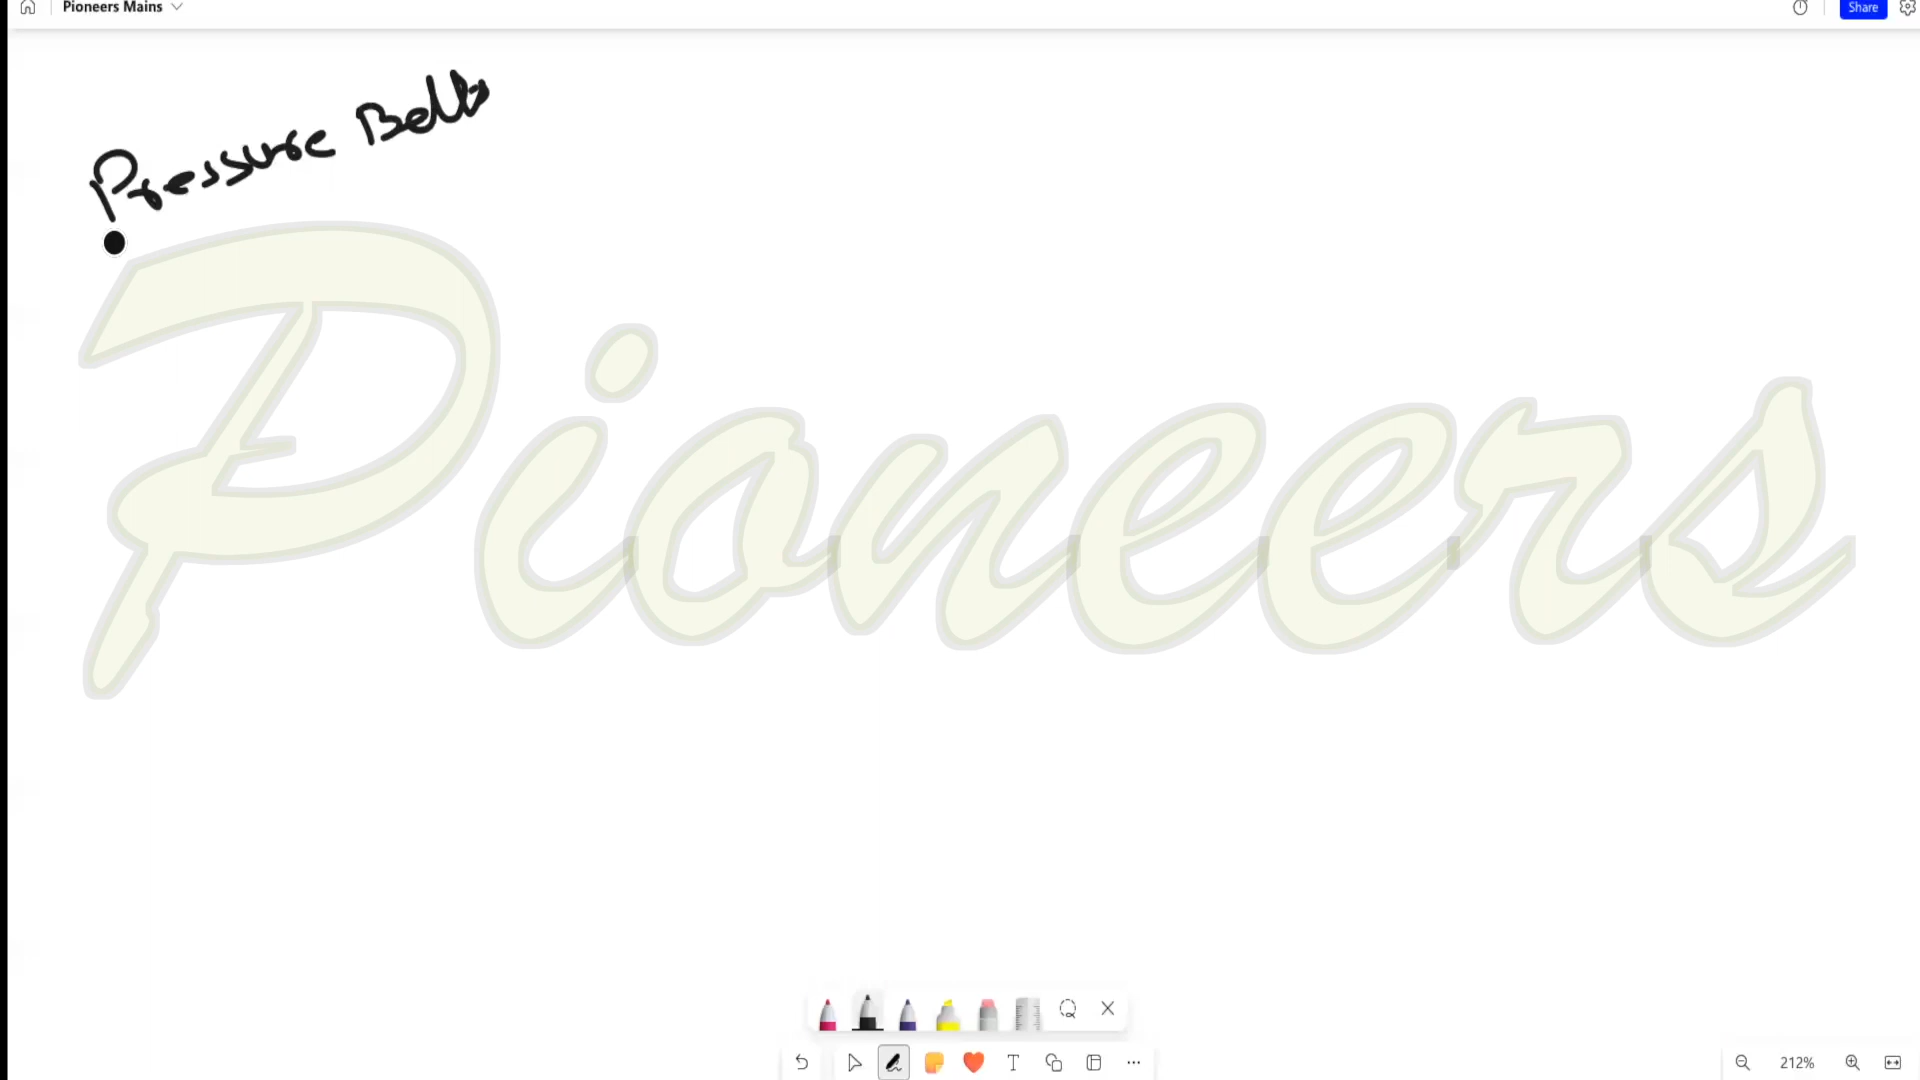 Pioneers Mains
Share
Pressure Belts
Pioneers
212%